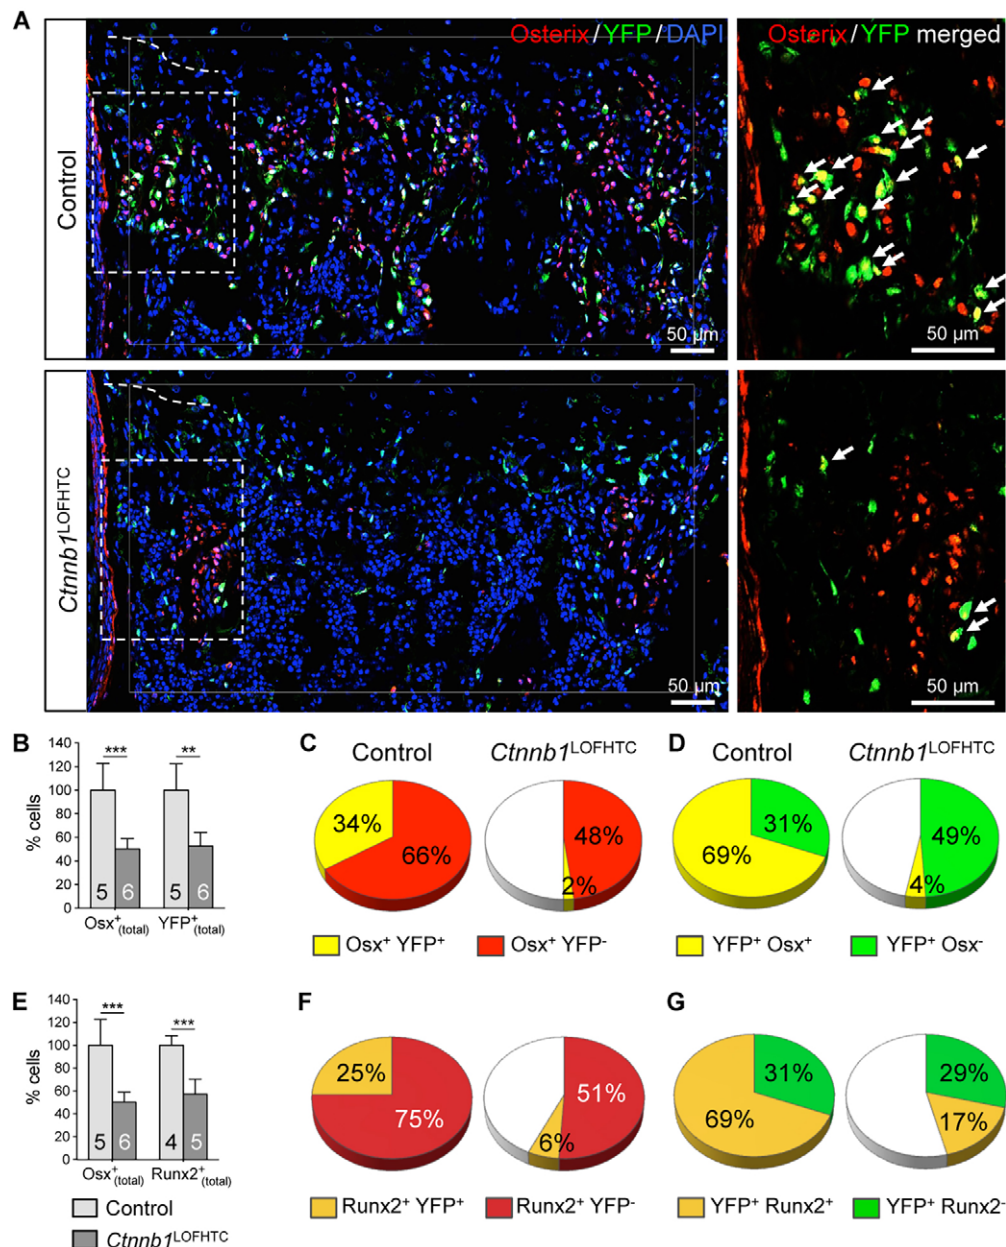 A
Osterix/YFP/DAPI
Osterix/YFP merged
Control
50 µm
50 µm
Ctnnb1LOFHTC
50 µm
50 µm
B
% cells
140
120
100
80
60
40
20
0
***
**
5
6
5
6
Osx+(total)
YFP+(total)
C
Control
Ctnnb1LOFHTC
34%
66%
48%
2%
Osx+ YFP+
Osx+ YFP-
D
Control
Ctnnb1LOFHTC
31%
69%
49%
4%
YFP+ Osx+
YFP+ Osx-
E
% cells
140
120
100
80
60
40
20
0
***
***
5
6
4
5
Osx+(total)
Runx2+(total)
Control
Ctnnb1LOFHTC
F
25%
75%
51%
6%
Runx2+ YFP+
Runx2+ YFP-
G
31%
69%
29%
17%
YFP+ Runx2+
YFP+ Runx2-